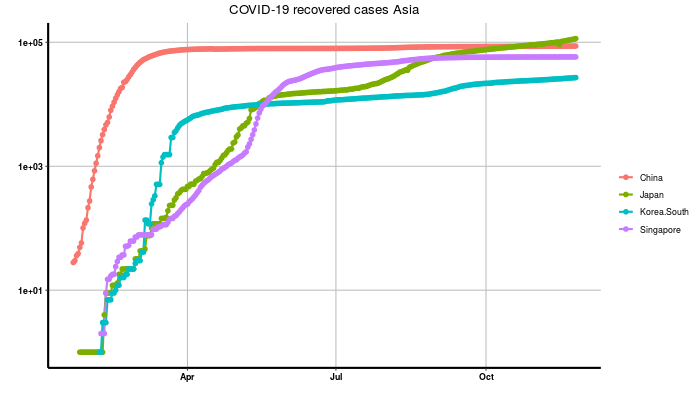 COVID-19 recovered cases Asia
1e+05
1e+03
1e+01
Apr
Jul
Oct
China
Japan
Korea.South
Singapore